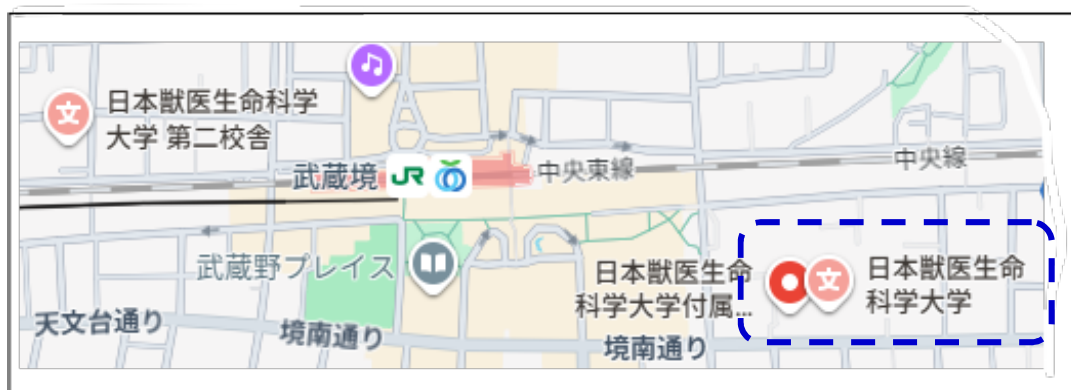 日本獣医生命科学
大学 第二校舎
武蔵境
JR
中央東線
中央線
武蔵野プレイス
日本獣医生命
科学大学付属...
文
文
日本獣医生命
科学大学
天文台通り
境南通り
境南通り